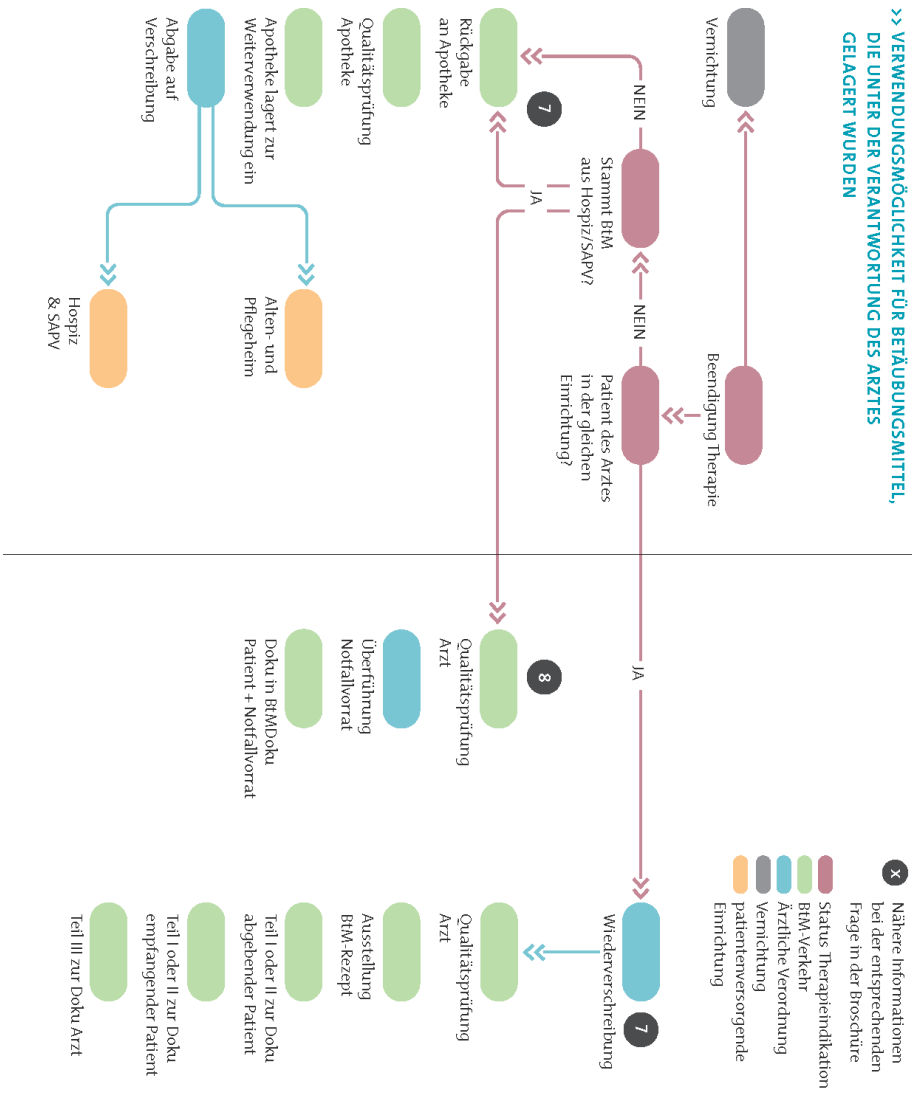 >> VERWENDUNGSMÖGLICHKEIT FÜR BETÄUBUNGSMITTEL,
DIE UNTER DER VERANTWORTUNG DES ARZTES
GELAGERT WURDEN
X
Nähere Informationen
bei der entsprechenden
Frage in der Broschüre
Status Therapieindikation
BtM-Verkehr
Ärztliche Verordnung
Vernichtung
patientenversorgende
Einrichtung
Vernichtung
Beendigung Therapie
NEIN
Stammt BtM
aus Hospiz/SAPV?
NEIN
Patient des Arztes
in der gleichen
Einrichtung?
JA
Wiederverschreibung
7
7
JA
8
Rückgabe
an Apotheke
Qualitätsprüfung
Arzt
Qualitätsprüfung
Arzt
Qualitätsprüfung
Apotheke
Überführung
Notfallvorrat
Ausstellung
BtM-Rezept
Apotheke lagert zur
Weiterverwendung ein
Alten- und
Pflegeheim
Doku in BtMDoku
Patient + Notfallvorrat
Teil I oder II zur Doku
abgebender Patient
Abgabe auf
Verschreibung
Teil I oder II zur Doku
empfangender Patient
Hospiz
& SAPV
Teil III zur Doku Arzt